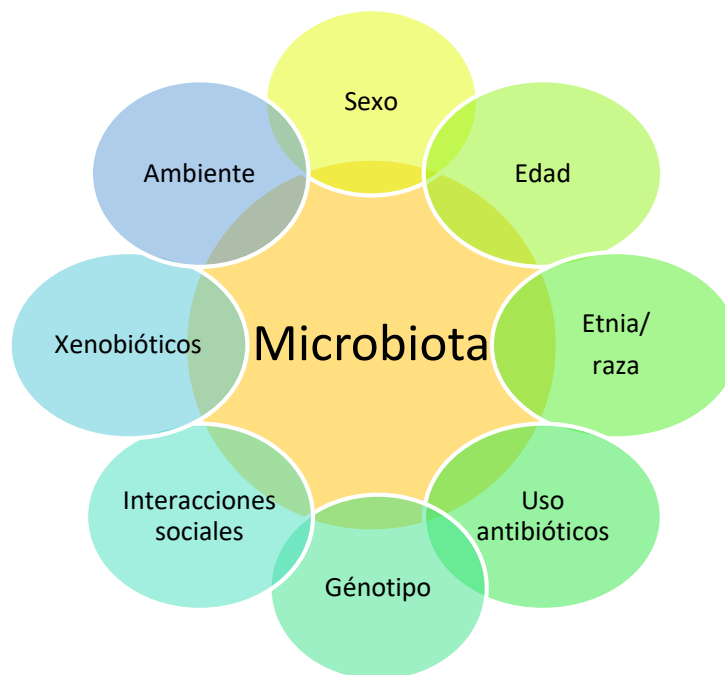 Sexo
Edad
Etnia/
raza
Uso
antibióticos
Génotipo
Interacciones
sociales
Xenobióticos
Ambiente
Microbiota